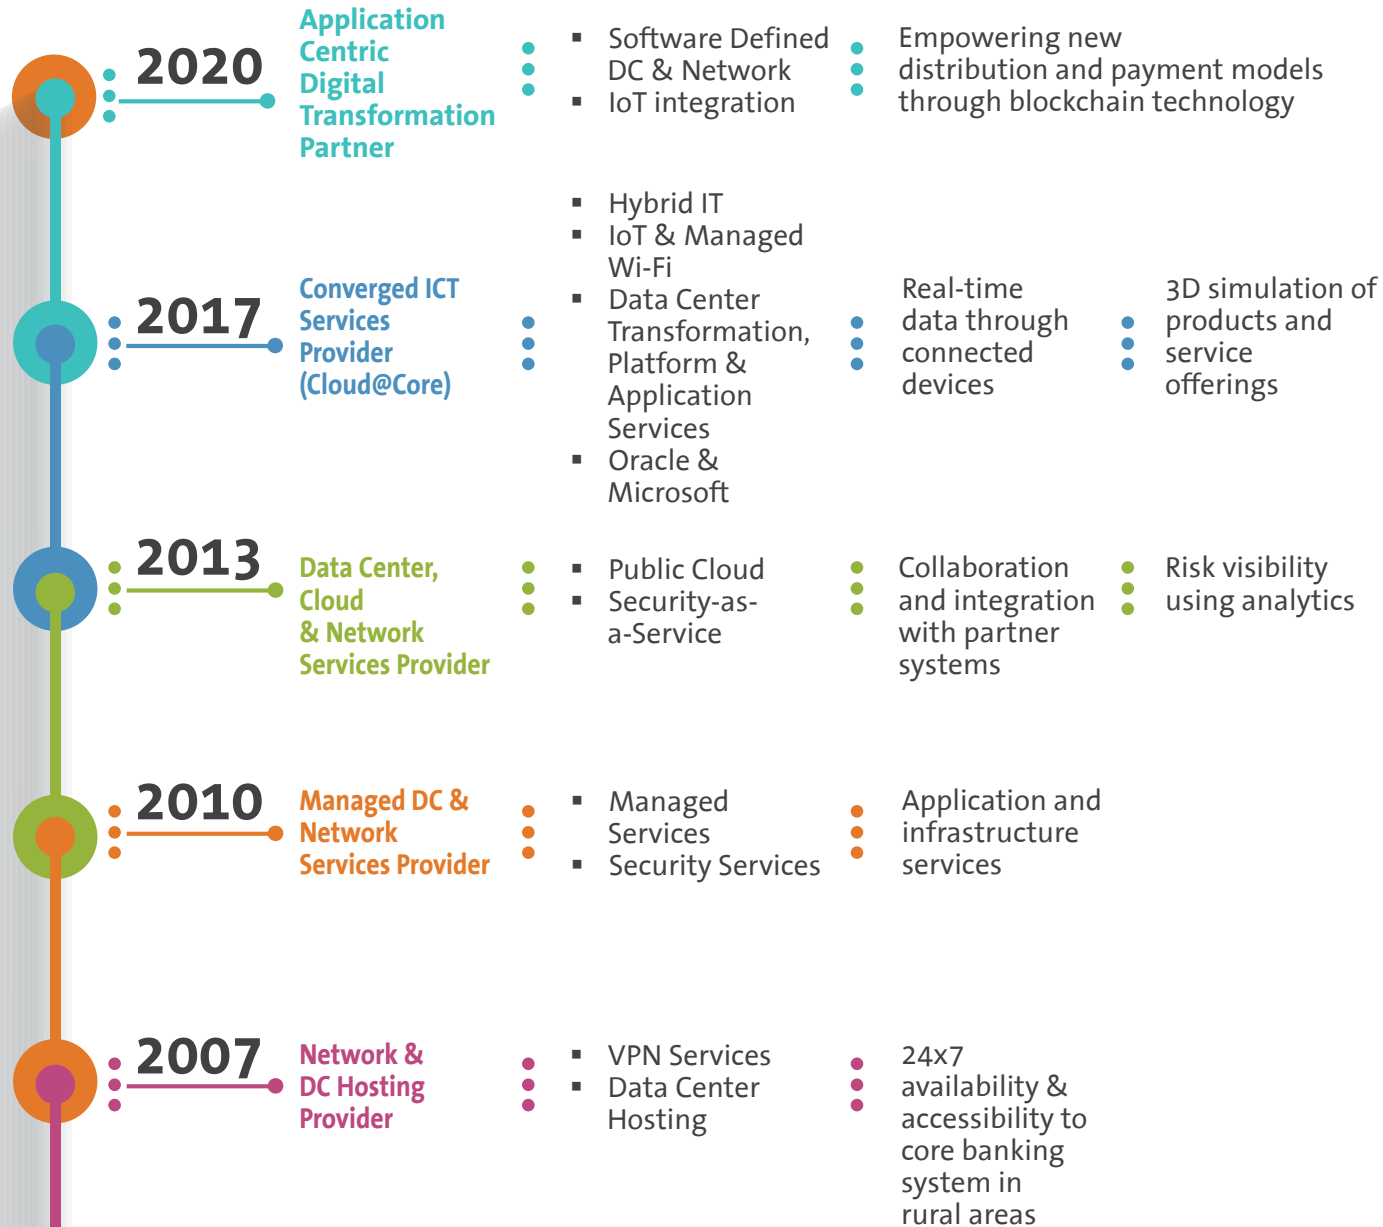 2020
Application
Centric
Digital
Transformation
Partner
▪ Software Defined
DC & Network
▪ IoT integration
Empowering new
distribution and payment models
through blockchain technology
2017
Converged ICT
Services
Provider
(Cloud@Core)
▪ Hybrid IT
▪ IoT & Managed
Wi-Fi
▪ Data Center
Transformation,
Platform &
Application
Services
▪ Oracle &
Microsoft
Real-time
data through
connected
devices
3D simulation of
products and
service
offerings
2013
Data Center,
Cloud
& Network
Services Provider
▪ Public Cloud
▪ Security-as-
a-Service
Collaboration
and integration
with partner
systems
Risk visibility
using analytics
2010
Managed DC &
Network
Services Provider
▪ Managed
Services
▪ Security Services
Application and
infrastructure
services
2007
Network &
DC Hosting
Provider
▪ VPN Services
▪ Data Center
Hosting
24x7
availability &
accessibility to
core banking
system in
rural areas